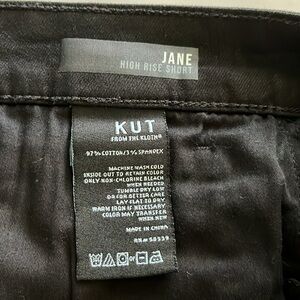 JANE
HIGH RISE SHORT
KUT
FROM THE KLOTH®
97% COTTON/3% SPANDEX
MACHINE WASH COLD
INSIDE OUT TO RETAIN COLOR
ONLY NON-CHLORINE BLEACH
WHEN NEEDED
TUMBLE DRY LOW
OR FOR BETTER CARE
LAY FLAT TO DRY
WARM IRON IF NECESSARY
COLOR MAY TRANSFER
WHEN NEW
MADE IN CHINA
or